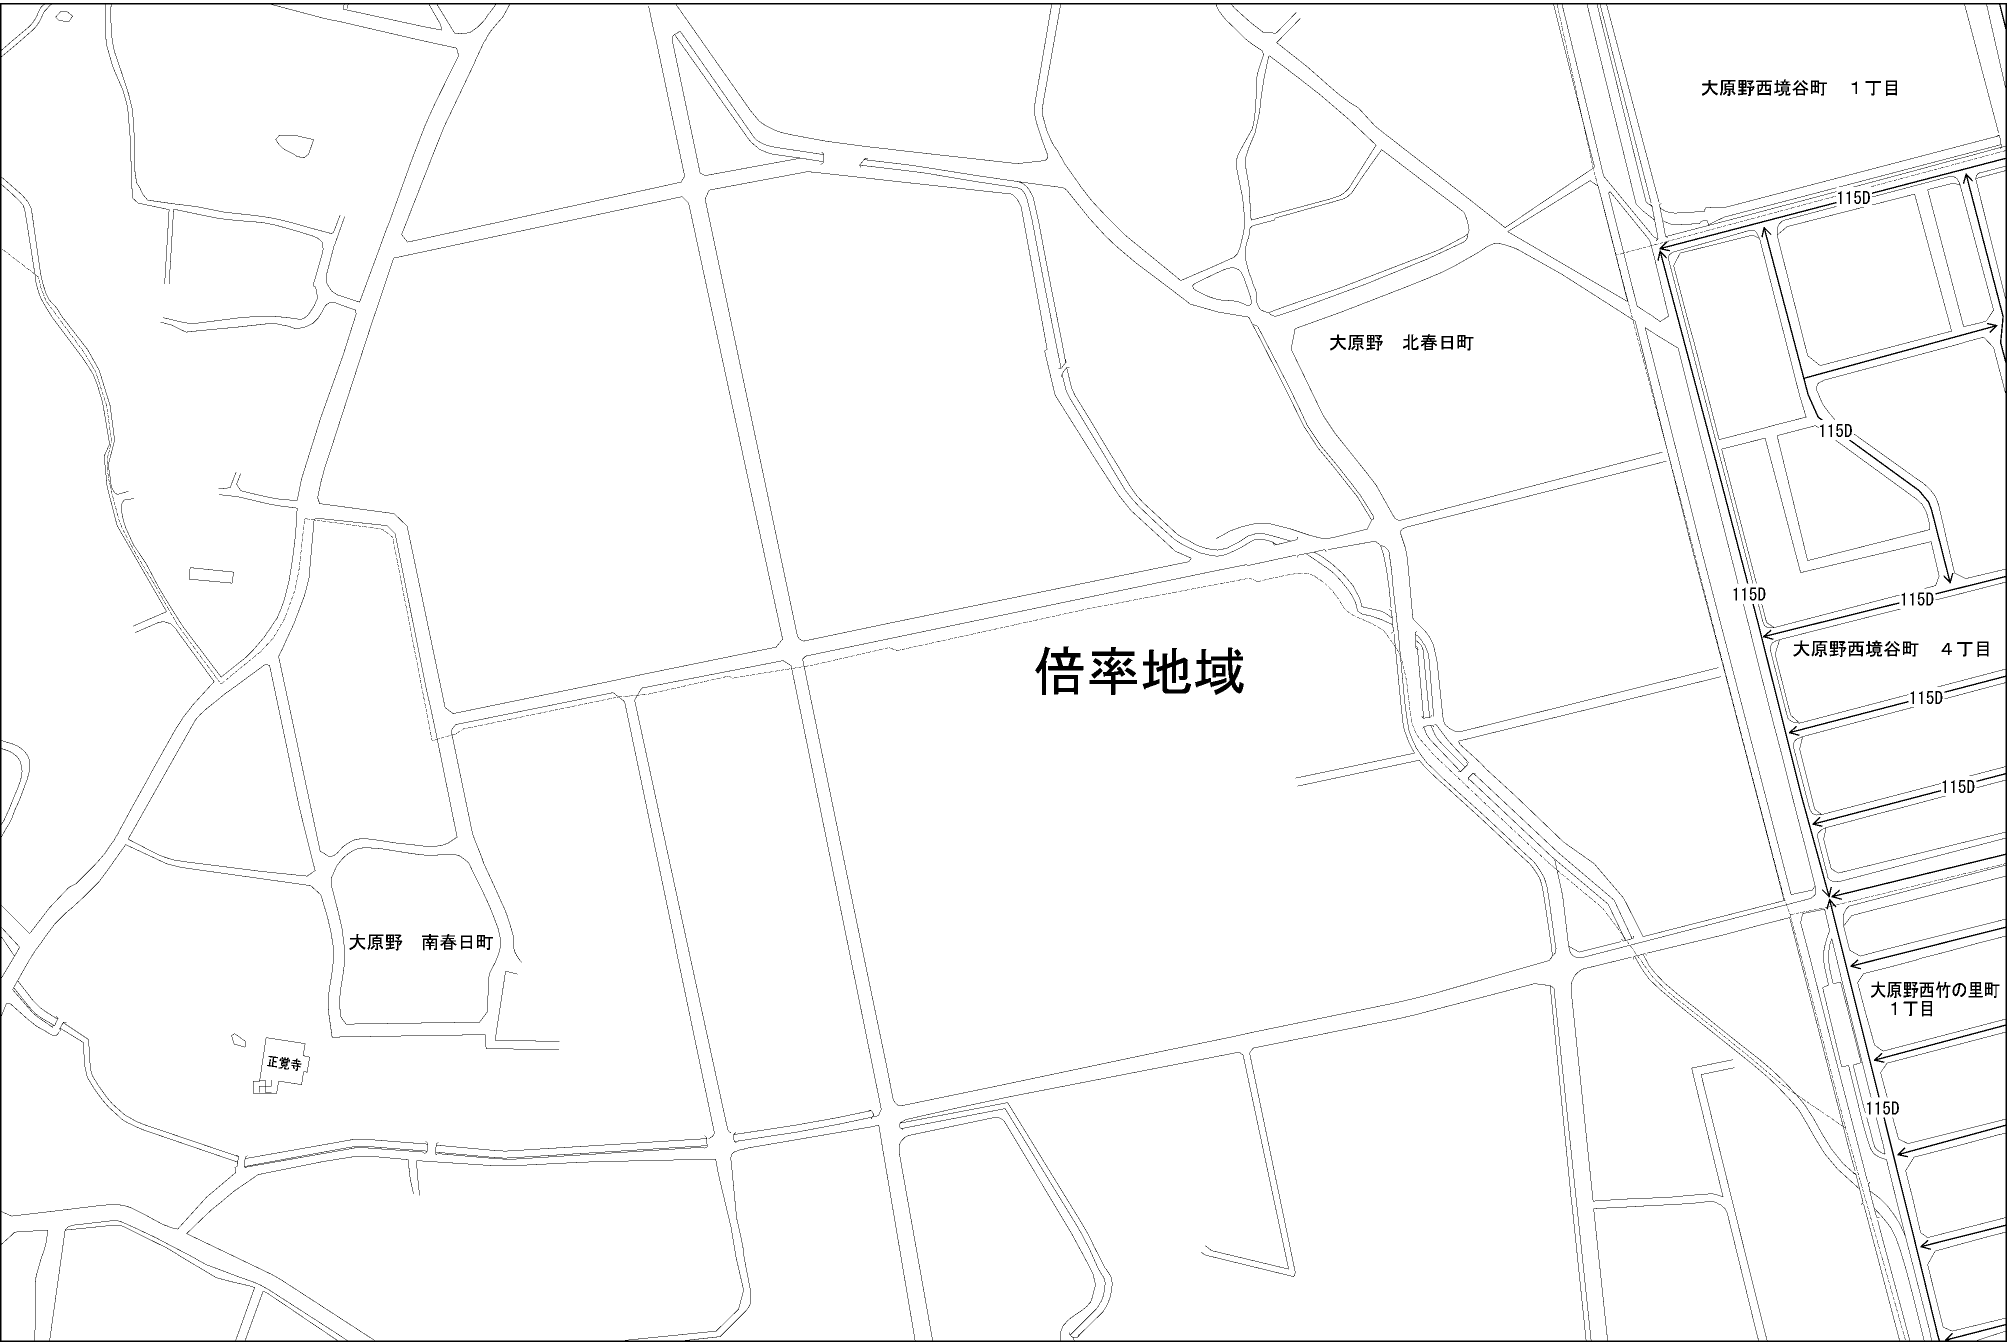 大原野西境谷町　１丁目
115D
大原野　北春日町
115D
115D
115D
大原野西境谷町　４丁目
倍率地域
115D
115D
大原野　南春日町
大原野西竹の里町
１丁目
正覚寺
115D